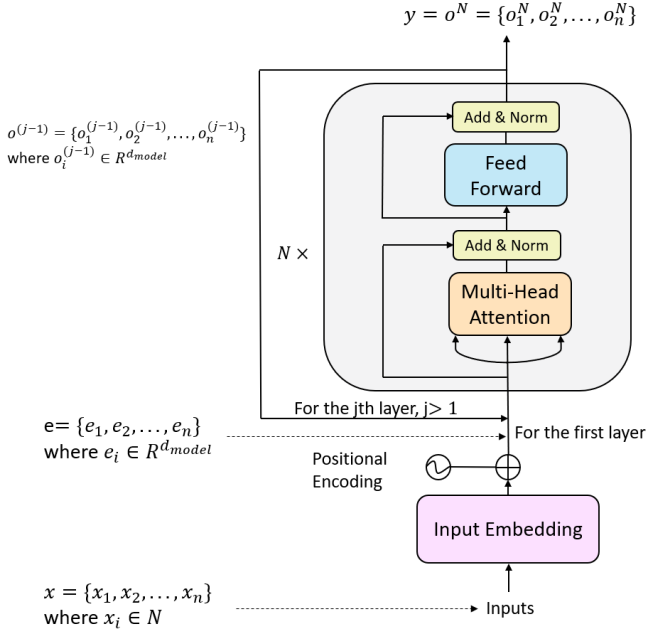 y = o^N = {o_1^N, o_2^N, ..., o_n^N}
o^(j−1) = {o_1^(j−1), o_2^(j−1), ..., o_n^(j−1)}
where o_i^(j−1) ∈ R^{d_model}
Add & Norm
Feed
Forward
Add & Norm
N ×
Multi-Head
Attention
For the jth layer, j> 1
e= {e_1, e_2, ..., e_n}
where e_i ∈ R^{d_model}
For the first layer
Positional
Encoding
Input Embedding
x = {x_1, x_2, ..., x_n}
where x_i ∈ N
Inputs